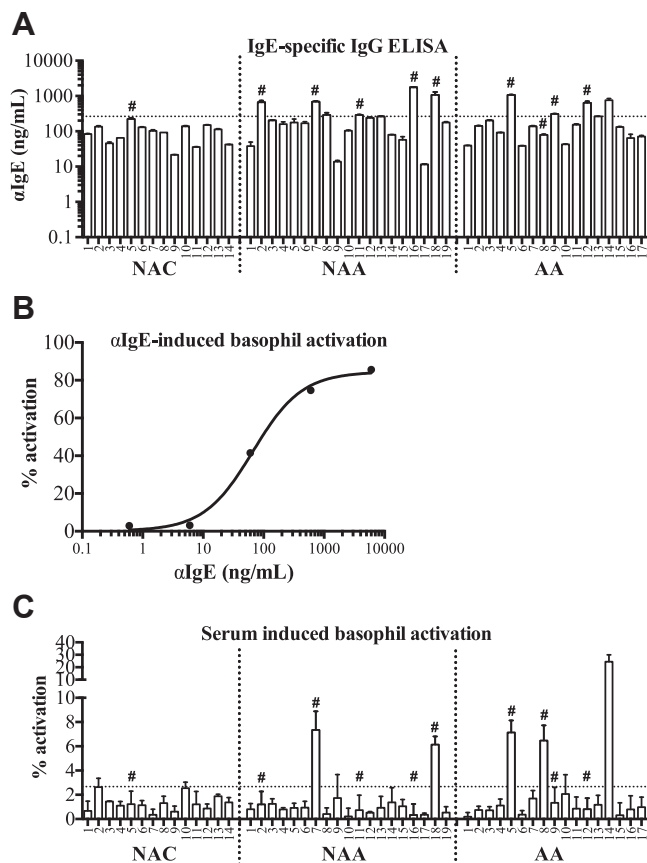 A
IgE-specific IgG ELISA
αIgE (ng/mL)
10000
1000
100
10
1
0.1
# # # # # # # # # #
1 2 3 4 5 6 7 8 9 10 11 12 13 14 1 2 3 4 5 6 7 8 9 10 11 12 13 14 15 16 17 18 19 1 2 3 4 5 6 7 8 9 10 11 12 13 14 15 16 17
NAC NAA AA
B
αIgE-induced basophil activation
% activation
100
80
60
40
20
0
0.1 1 10 100 1000 10000
αIgE (ng/mL)
C
Serum induced basophil activation
% activation
40
30
20
10
10
8
6
4
2
0
# # # # # # # # # #
1 2 3 4 5 6 7 8 9 10 11 12 13 14 1 2 3 4 5 6 7 8 9 10 11 12 13 14 15 16 17 18 19 1 2 3 4 5 6 7 8 9 10 11 12 13 14 15 16 17
NAC NAA AA